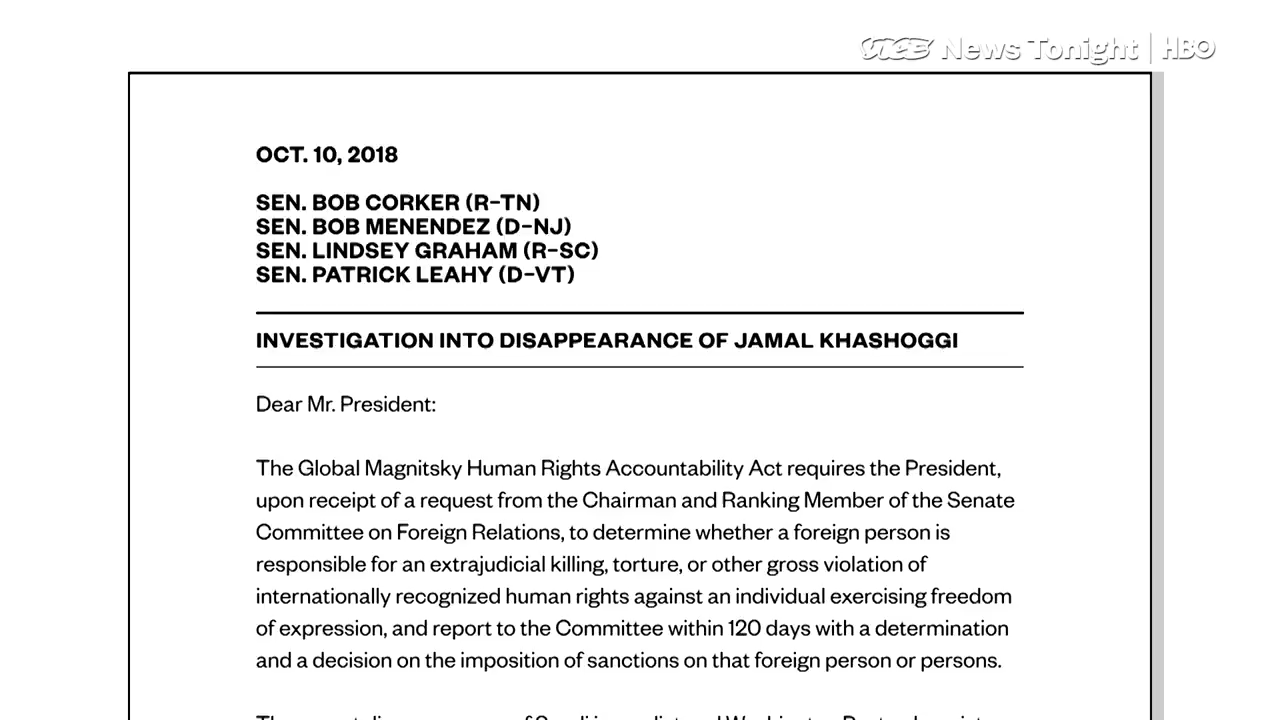 VICE News Tonight | HBO
OCT. 10, 2018
SEN. BOB CORKER (R-TN)
SEN. BOB MENENDEZ (D-NJ)
SEN. LINDSEY GRAHAM (R-SC)
SEN. PATRICK LEAHY (D-VT)
INVESTIGATION INTO DISAPPEARANCE OF JAMAL KHASHOGGI
Dear Mr. President:
The Global Magnitsky Human Rights Accountability Act requires the President,
upon receipt of a request from the Chairman and Ranking Member of the Senate
Committee on Foreign Relations, to determine whether a foreign person is
responsible for an extrajudicial killing, torture, or other gross violation of
internationally recognized human rights against an individual exercising freedom
of expression, and report to the Committee within 120 days with a determination
and a decision on the imposition of sanctions on that foreign person or persons.